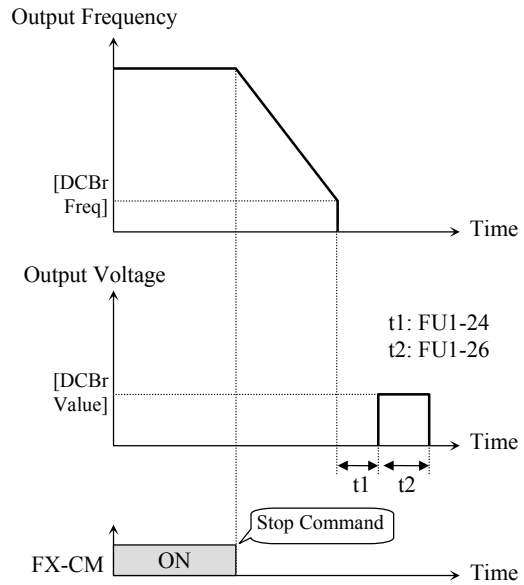 Output Frequency
[DCBr
Freq]
Time
Output Voltage
t1: FU1-24
t2: FU1-26
[DCBr
Value]
Time
t1
t2
Stop Command
FX-CM
ON
Time